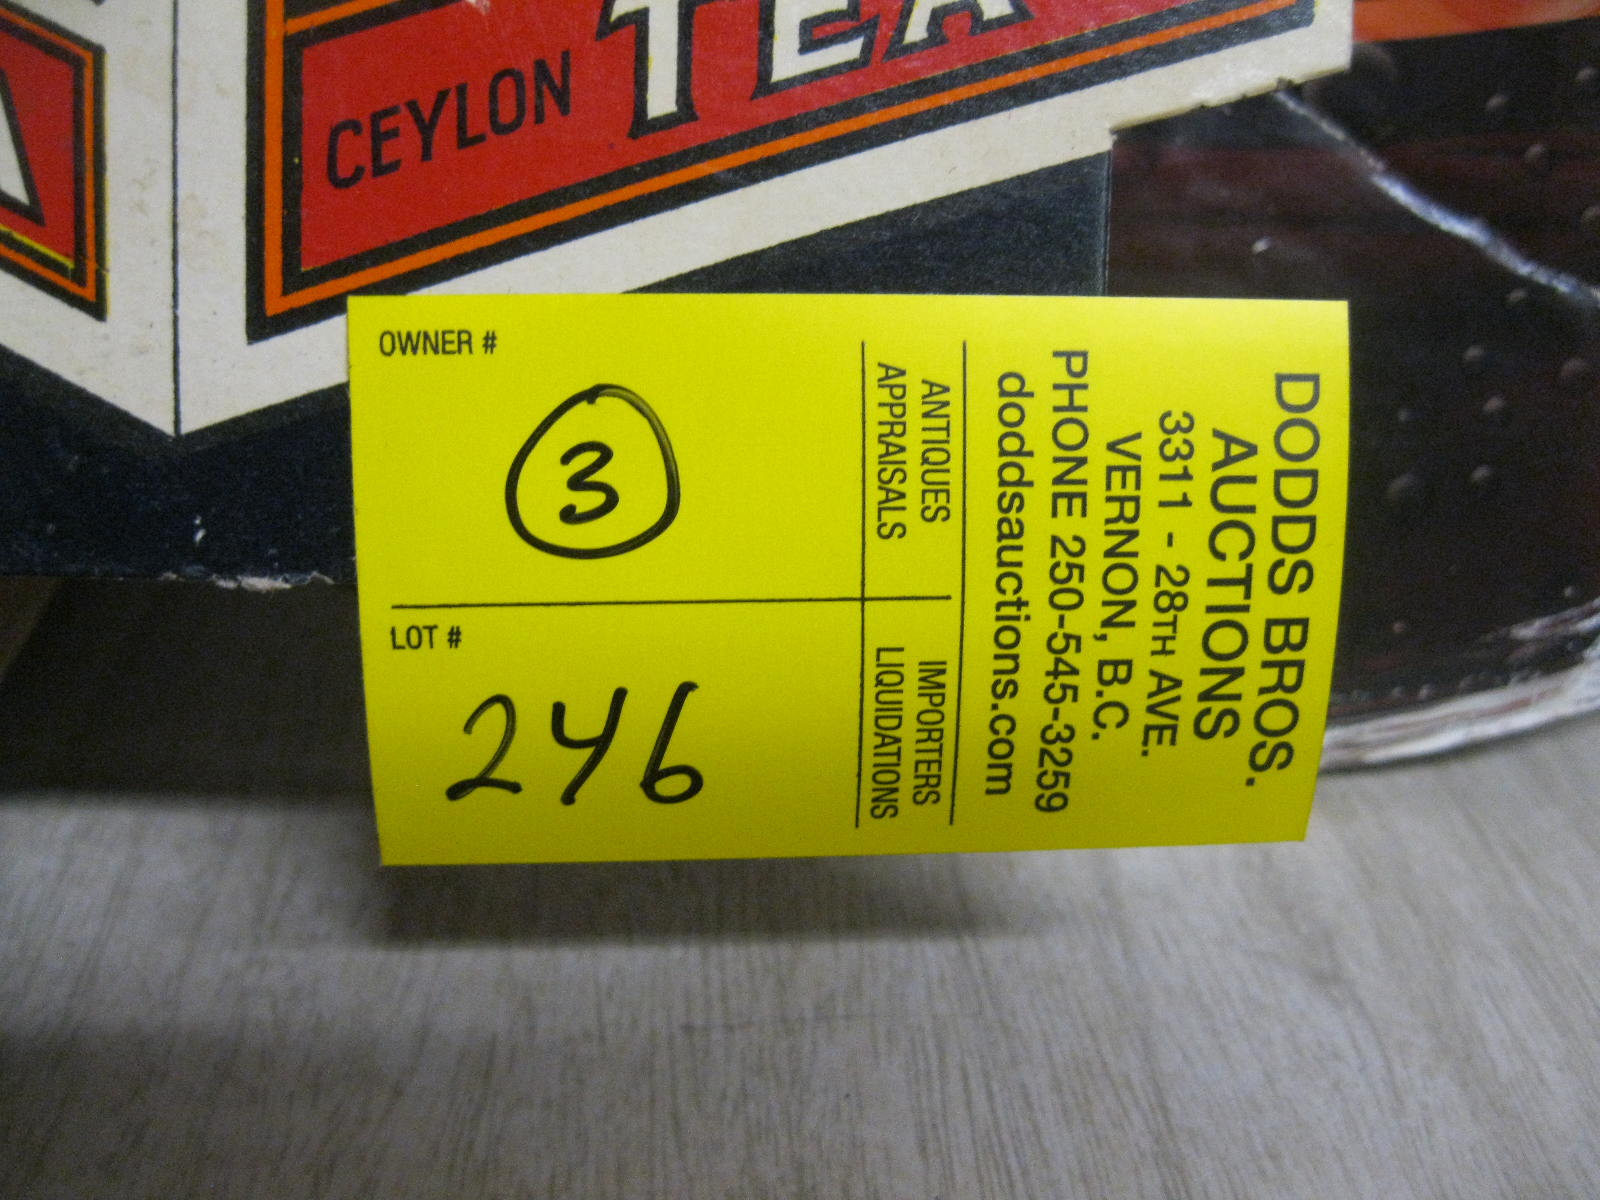 CEYLON TEA
DODDS BROS.
AUCTIONS
3311 - 28TH AVE.
VERNON, B.C.
PHONE 250-545-3259
doddsauctions.com
ANTIQUES
APPRAISALS
IMPORTERS
LIQUIDATIONS
OWNER #
3
LOT #
246